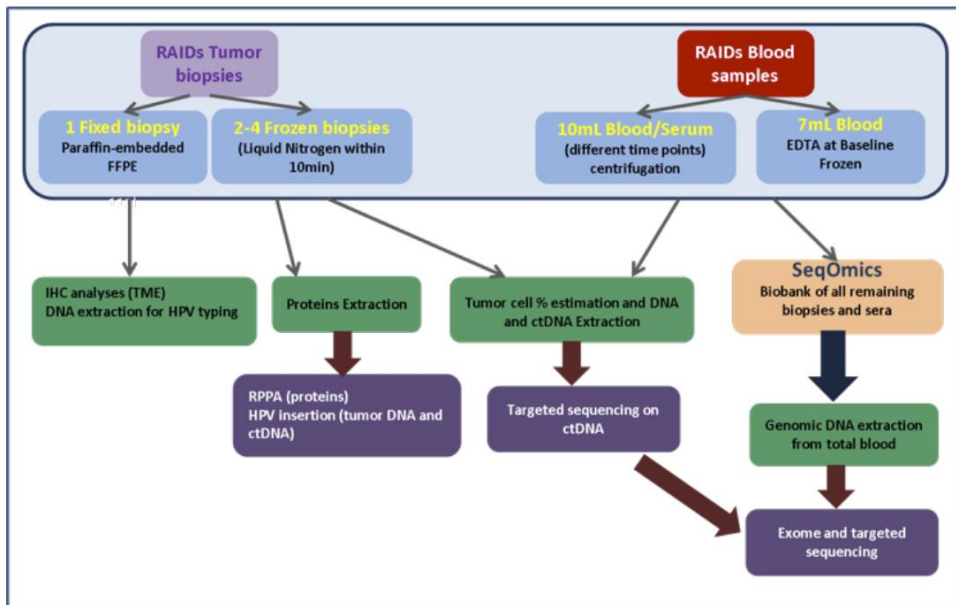 RAIDs Tumor
biopsies
RAIDs Blood
samples
1 Fixed biopsy
Paraffin-embedded
FFPE
2-4 Frozen biopsies
(Liquid Nitrogen within
10min)
10mL Blood/Serum
(different time points)
centrifugation
7mL Blood
EDTA at Baseline
Frozen
IHC analyses (TME)
DNA extraction for HPV typing
Proteins Extraction
Tumor cell % estimation and DNA
and ctDNA Extraction
SeqOmics
Biobank of all remaining
biopsies and sera
RPPA (proteins)
HPV insertion (tumor DNA and
ctDNA)
Targeted sequencing on
ctDNA
Genomic DNA extraction
from total blood
Exome and targeted
sequencing